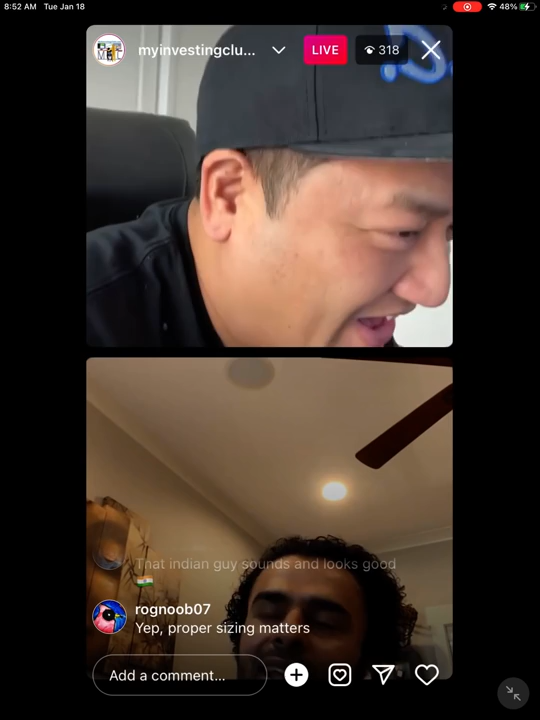 8:52 AM Tue Jan 18
48%
myinvestingclu...
LIVE
318
That indian guy sounds and looks good
rognoob07
Yep, proper sizing matters
Add a comment...